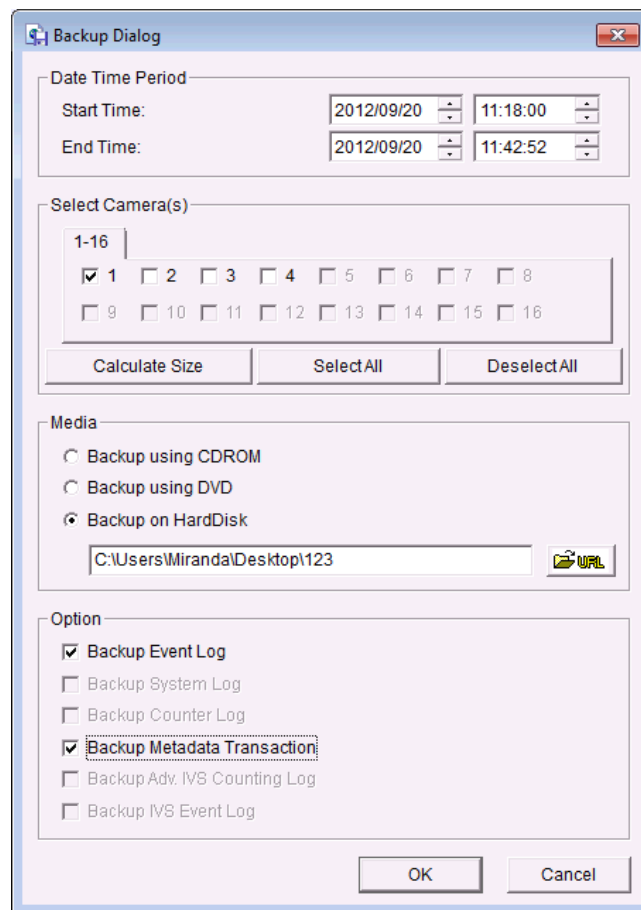 Backup Dialog
Date Time Period
Start Time: 2012/09/20 11:18:00
End Time: 2012/09/20 11:42:52
Select Camera(s)
1-16
1 2 3 4 5 6 7 8
9 10 11 12 13 14 15 16
Calculate Size Select All Deselect All
Media
Backup using CDROM
Backup using DVD
Backup on HardDisk
C:\Users\Miranda\Desktop\123 URL
Option
Backup Event Log
Backup System Log
Backup Counter Log
Backup Metadata Transaction
Backup Adv. IVS Counting Log
Backup IVS Event Log
OK Cancel